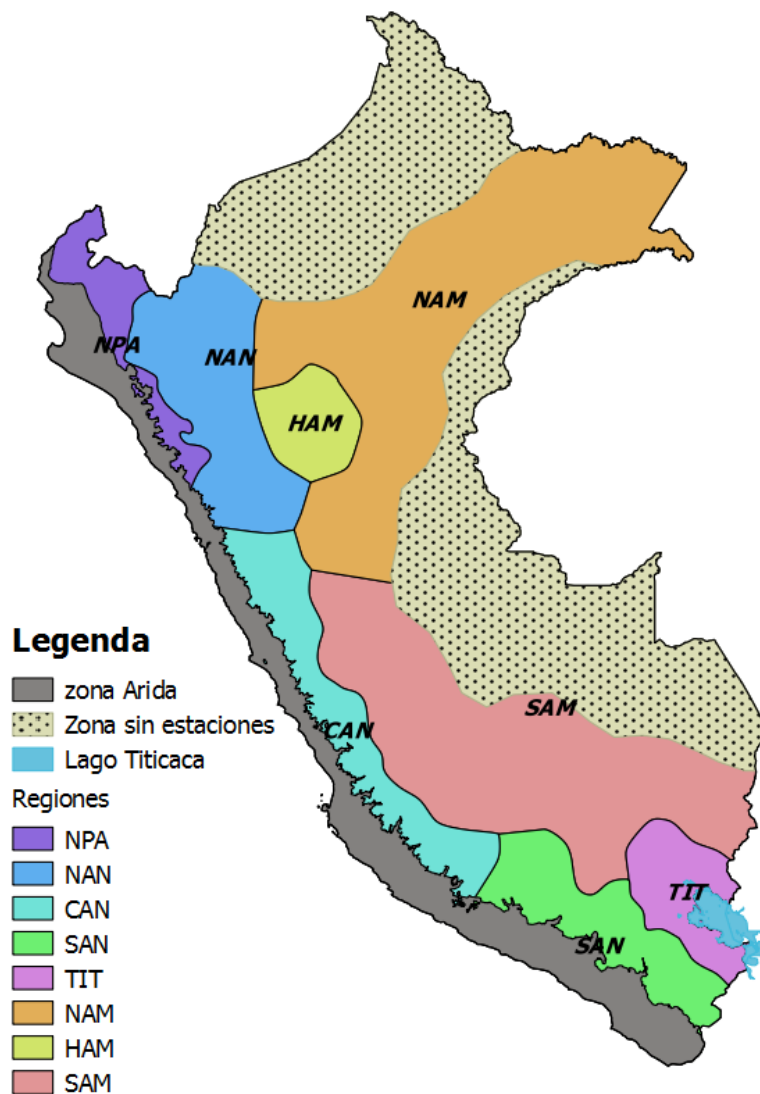 NPA
NAN
NAM
HAM
SAM
CAN
TIT
SAN
Legenda
zona Arida
Zona sin estaciones
Lago Titicaca
Regiones
NPA
NAN
CAN
SAN
TIT
NAM
HAM
SAM